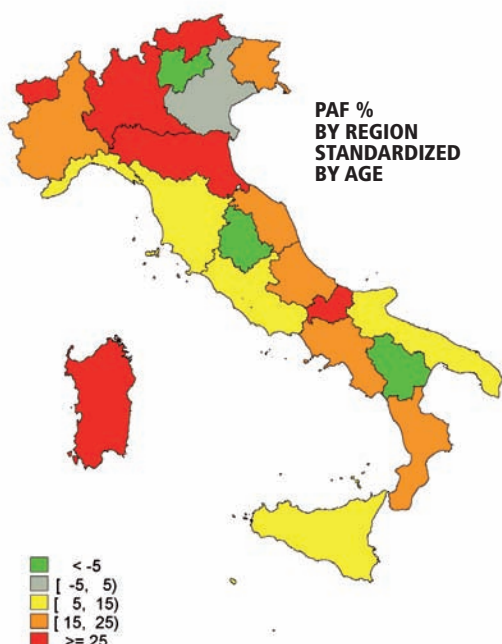 PAF %
BY REGION
STANDARDIZED
BY AGE
< -5
[ -5, 5)
[ 5, 15)
[ 15, 25)
>= 25